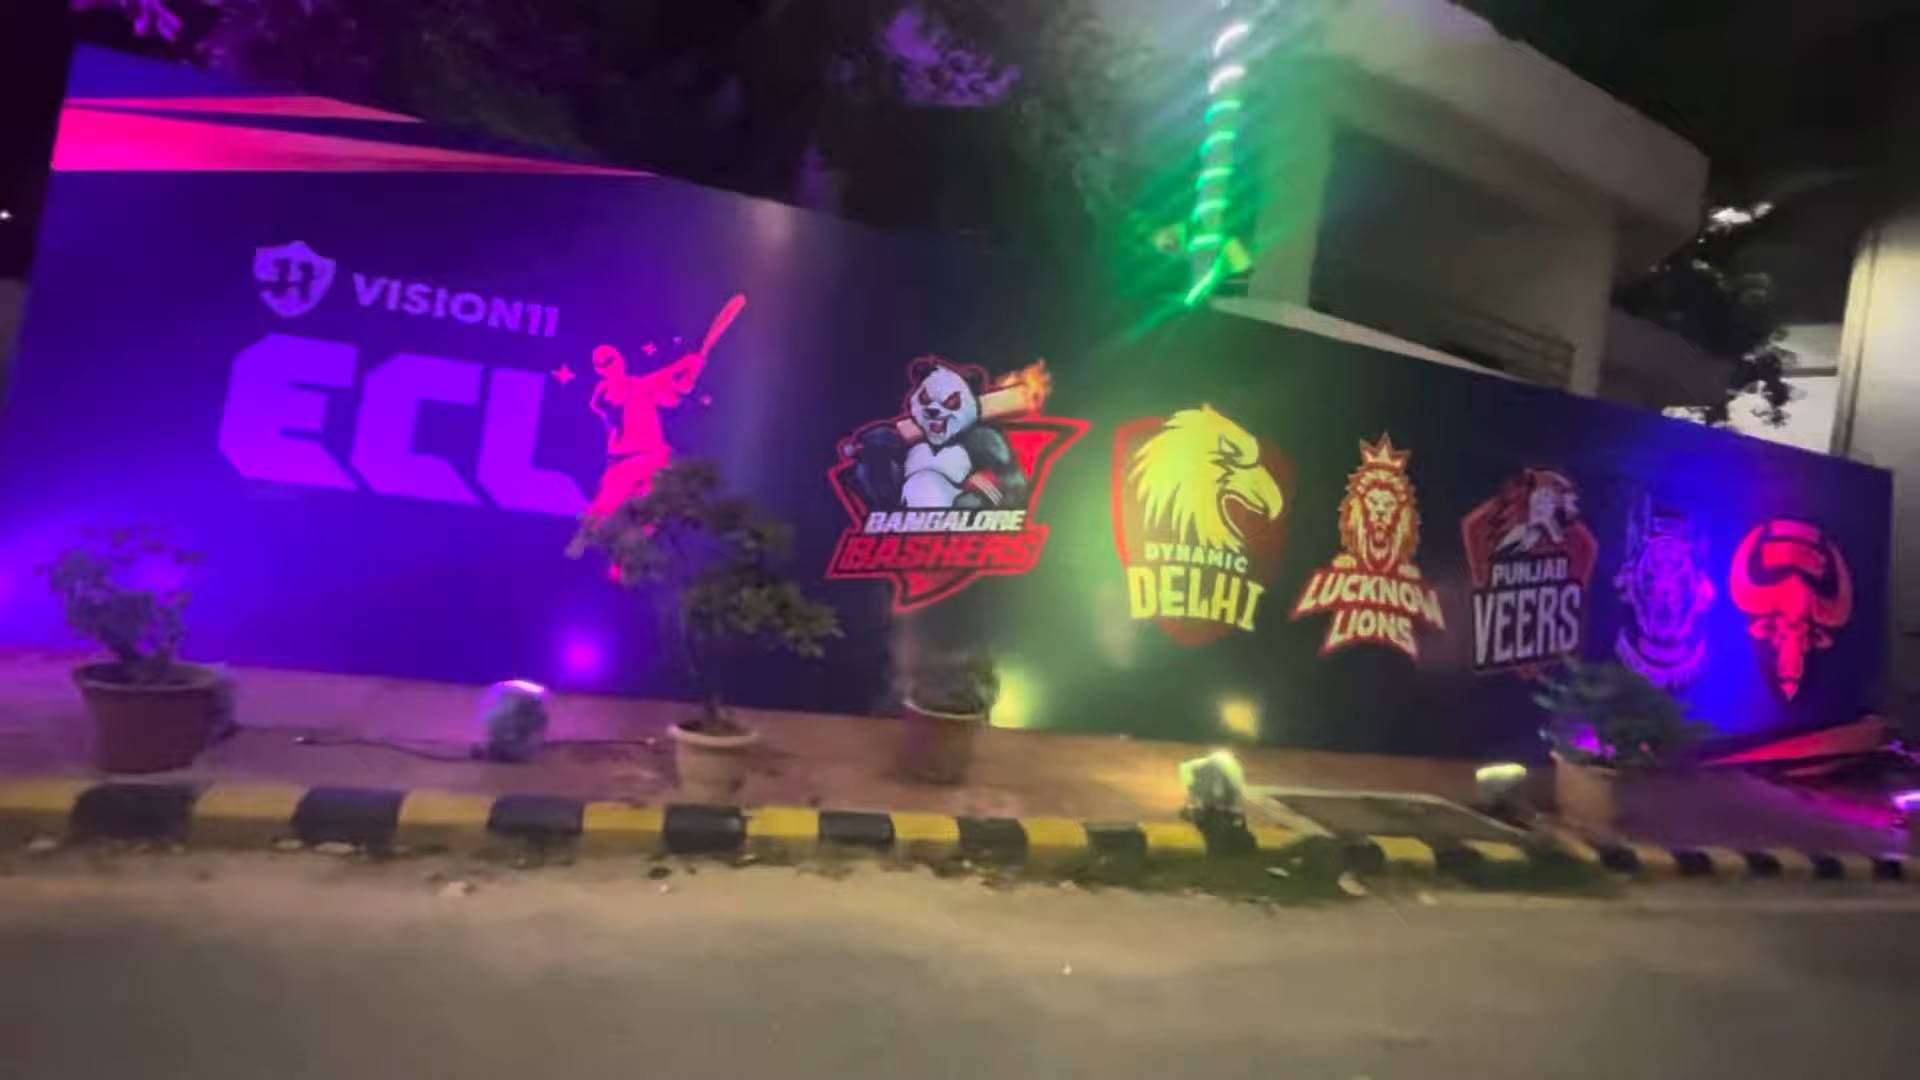 VISION11
ECL
BANGALORE
BASHERS
DYNAMIC
DELHI
LUCKNOW
LIONS
PUNJAB
VEERS